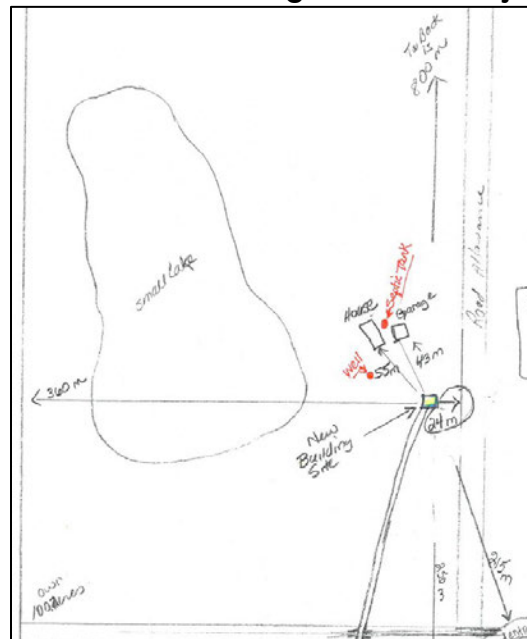 To Back
is
800 m
Road Allowance
Small Lake
Septic Tank
House
Garage
Well
55m
43m
360 m
24 m
New
Building
Site
215
m
own
100 acres